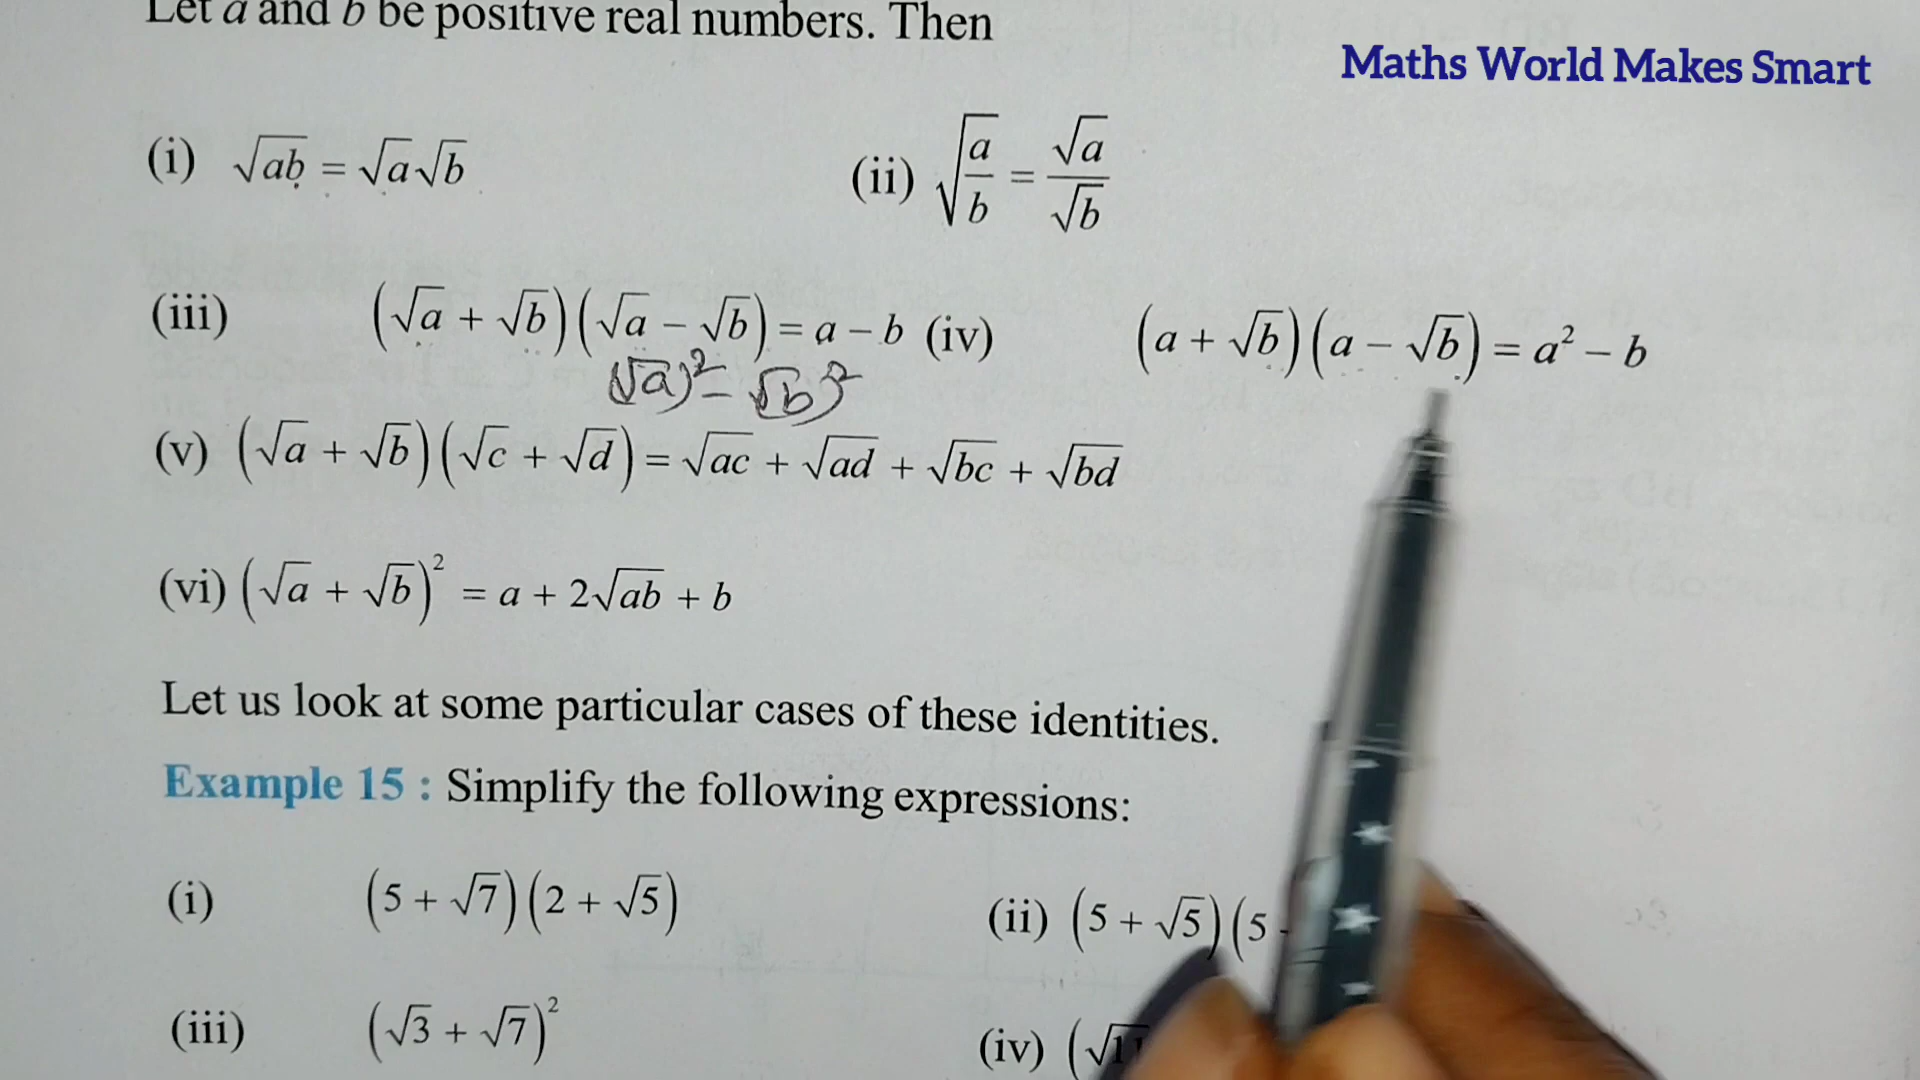 Let a and b be positive real numbers. Then
Maths World Makes Smart
(i) √ab = √a√b
(ii) √(a/b) = √a/√b
(iii) (√a + √b)(√a − √b) = a − b (iv) (a + √b)(a − √b) = a² − b
(√a)² − √b)²
(v) (√a + √b)(√c + √d) = √ac + √ad + √bc + √bd
(vi) (√a + √b)² = a + 2√ab + b
Let us look at some particular cases of these identities.
Example 15 : Simplify the following expressions:
(i) (5 + √7)(2 + √5)
(ii) (5 + √5)(5 -
(iii) (√3 + √7)²
(iv) (√11